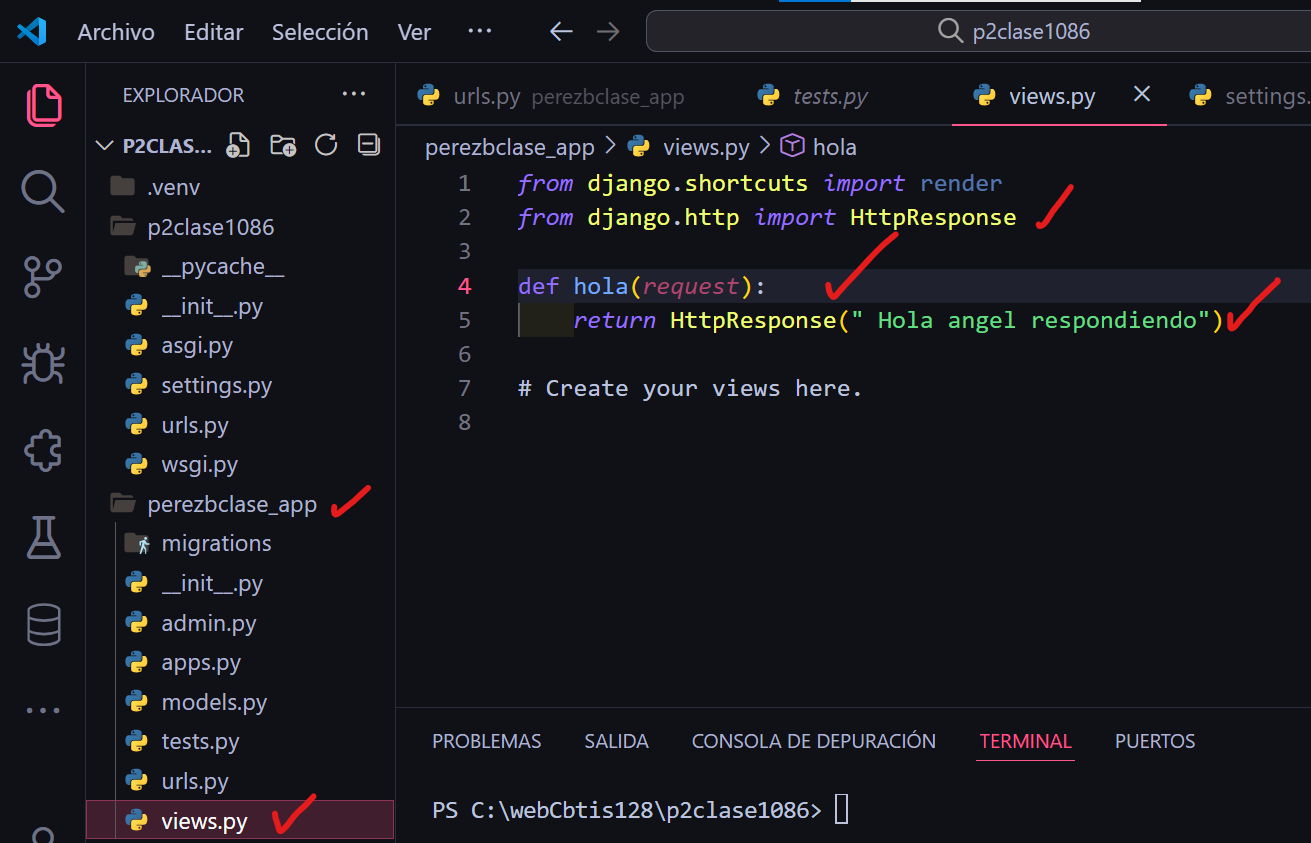 Archivo Editar Selección Ver ... p2clase1086
EXPLORADOR ...
P2CLAS...
.venv
p2clase1086
__pycache__
__init__.py
asgi.py
settings.py
urls.py
wsgi.py
perezbclase_app
migrations
__init__.py
admin.py
apps.py
models.py
tests.py
urls.py
views.py
urls.py perezbclase_app tests.py views.py settings.
perezbclase_app > views.py > hola
1 from django.shortcuts import render
2 from django.http import HttpResponse
3
4 def hola(request):
5     return HttpResponse(" Hola angel respondiendo")
6
7 # Create your views here.
8
PROBLEMAS SALIDA CONSOLA DE DEPURACIÓN TERMINAL PUERTOS
PS C:\webCbtis128\p2clase1086>